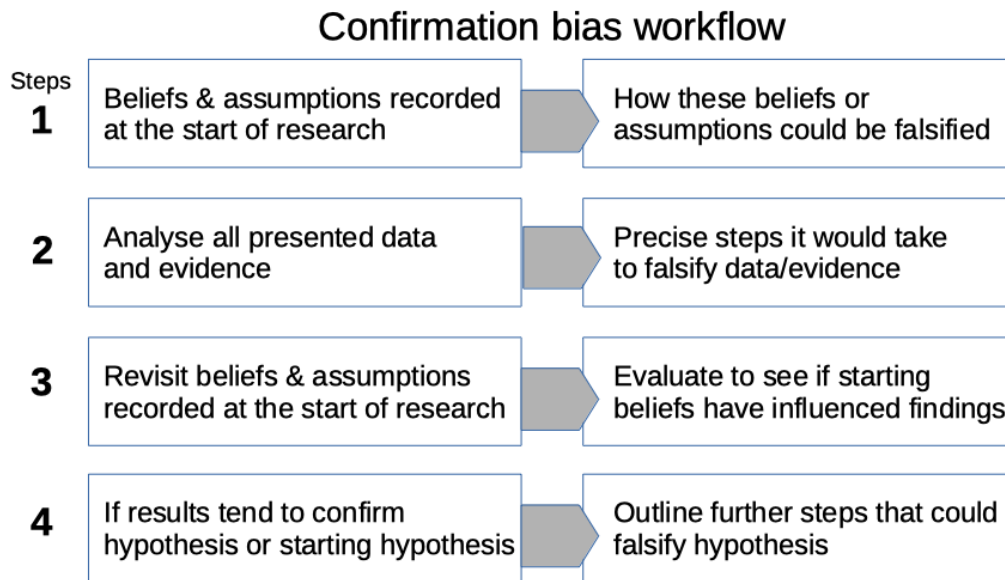 Confirmation bias workflow
Steps
1
Beliefs & assumptions recorded
at the start of research
How these beliefs or
assumptions could be falsified
2
Analyse all presented data
and evidence
Precise steps it would take
to falsify data/evidence
3
Revisit beliefs & assumptions
recorded at the start of research
Evaluate to see if starting
beliefs have influenced findings
4
If results tend to confirm
hypothesis or starting hypothesis
Outline further steps that could
falsify hypothesis